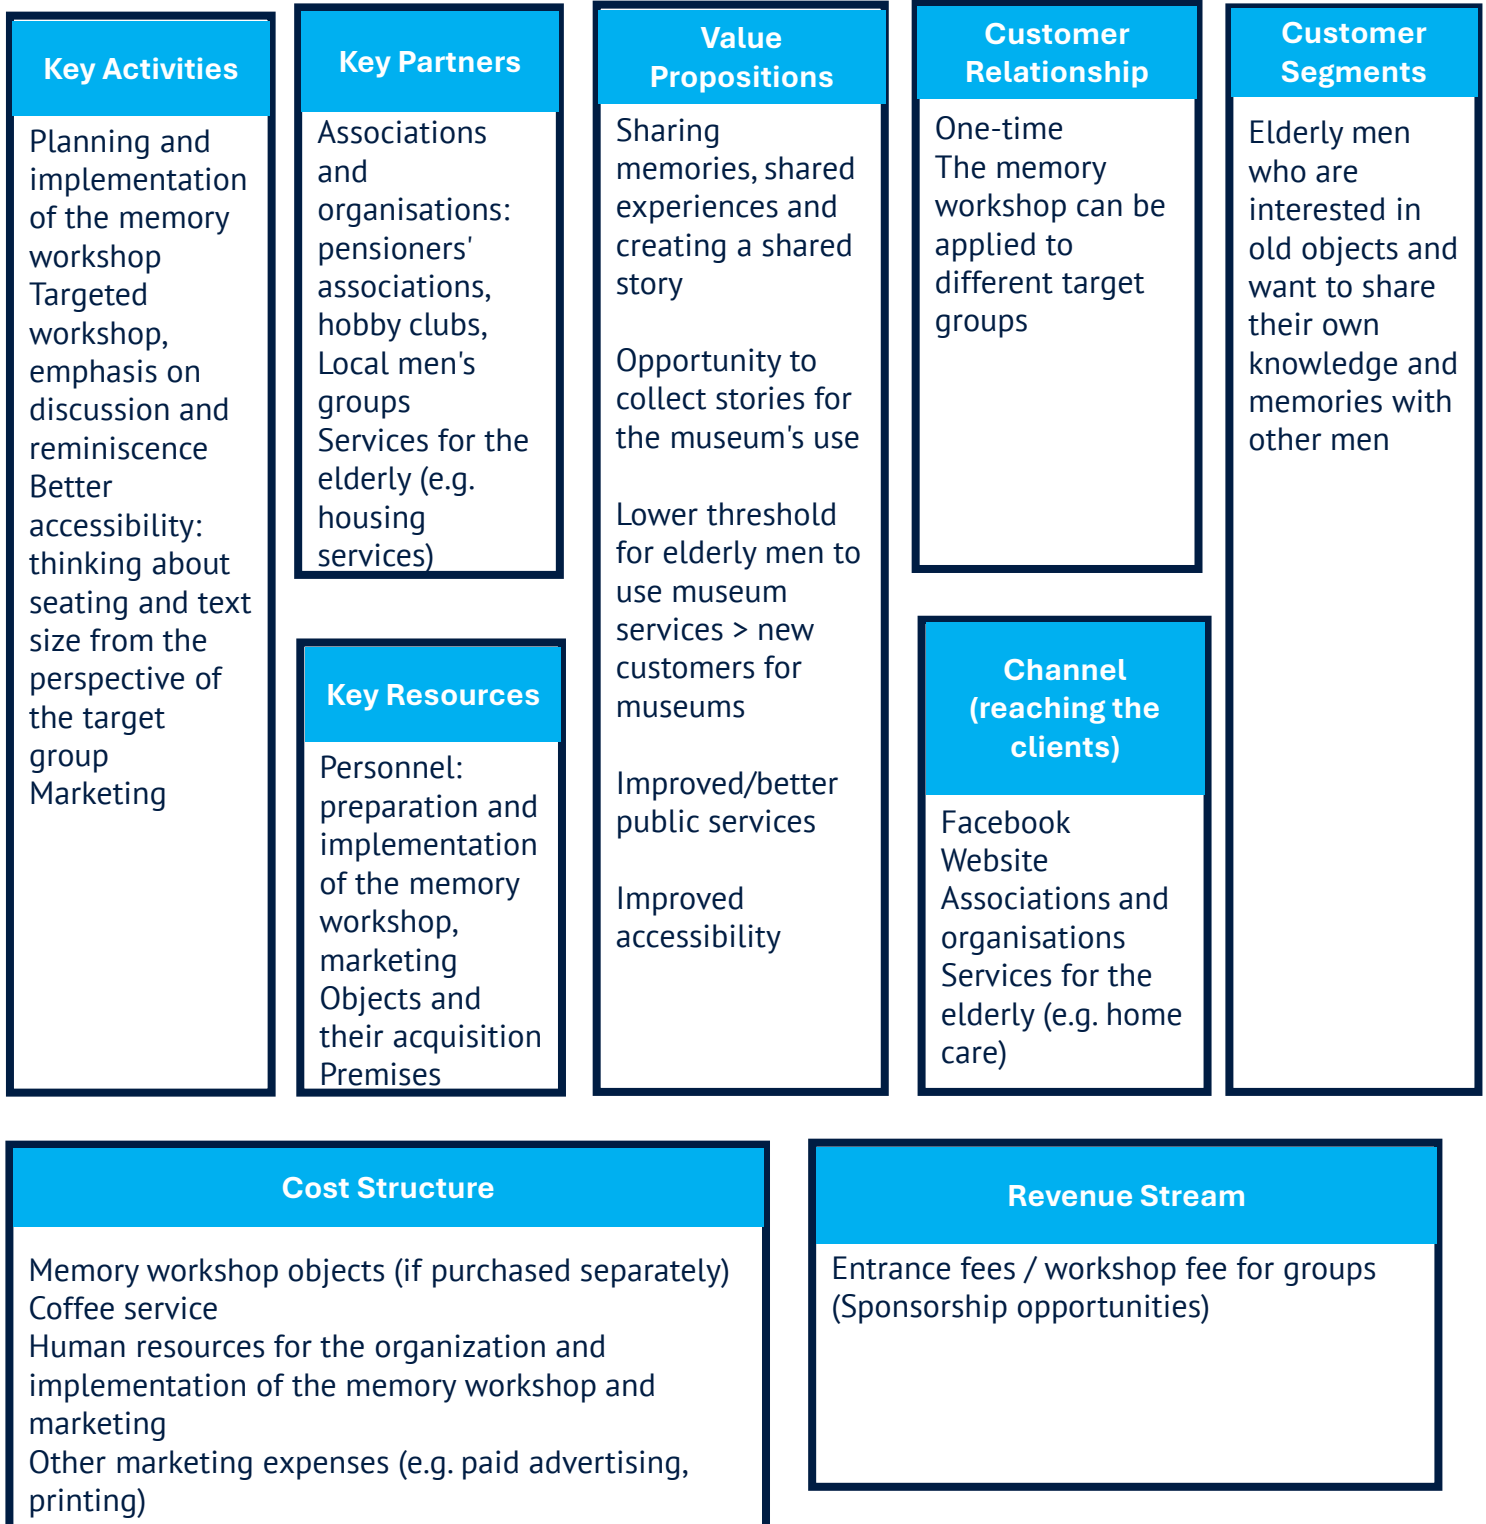 Key Activities
Planning and
implementation
of the memory
workshop
Targeted
workshop,
emphasis on
discussion and
reminiscence
Better
accessibility:
thinking about
seating and text
size from the
perspective of
the target
group
Marketing
Key Partners
Associations
and
organisations:
pensioners'
associations,
hobby clubs,
Local men's
groups
Services for the
elderly (e.g.
housing
services)
Key Resources
Personnel:
preparation and
implementation
of the memory
workshop,
marketing
Objects and
their acquisition
Premises
Value
Propositions
Sharing
memories, shared
experiences and
creating a shared
story
Opportunity to
collect stories for
the museum's use
Lower threshold
for elderly men to
use museum
services > new
customers for
museums
Improved/better
public services
Improved
accessibility
Customer
Relationship
One-time
The memory
workshop can be
applied to
different target
groups
Channel
(reaching the
clients)
Facebook
Website
Associations and
organisations
Services for the
elderly (e.g. home
care)
Customer
Segments
Elderly men
who are
interested in
old objects and
want to share
their own
knowledge and
memories with
other men
Cost Structure
Memory workshop objects (if purchased separately)
Coffee service
Human resources for the organization and
implementation of the memory workshop and
marketing
Other marketing expenses (e.g. paid advertising,
printing)
Revenue Stream
Entrance fees / workshop fee for groups
(Sponsorship opportunities)